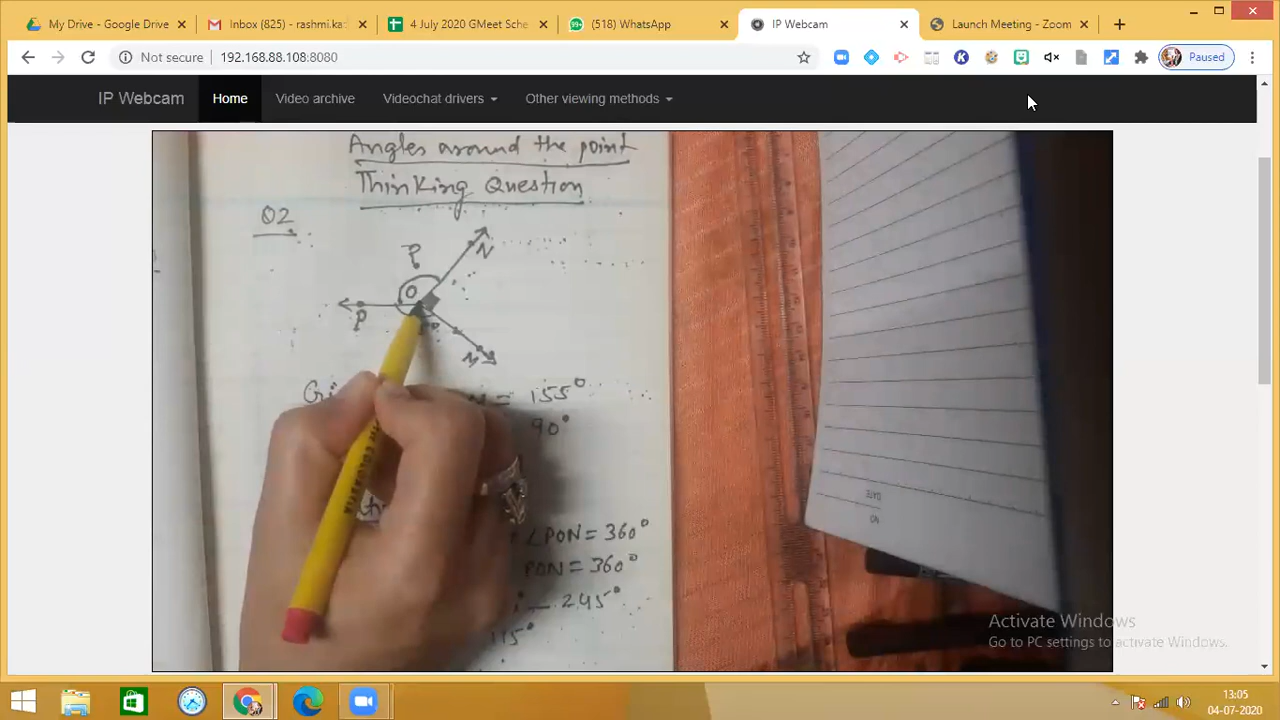 My Drive - Google Drive
Inbox (825) - rashmi.ka
4 July 2020 GMeet Sche
99+ (518) WhatsApp
IP Webcam
Launch Meeting - Zoom
Not secure | 192.168.88.108:8080
Paused
IP Webcam
Home
Video archive
Videochat drivers
Other viewing methods
Angles around the point
Thinking Question
Q2
N
O
P
M
= 155°
90°
∠PON = 360°
PON = 360°
- 245°
115°
DATE
NO
Activate Windows
Go to PC settings to activate Windows.
13:05
04-07-2020